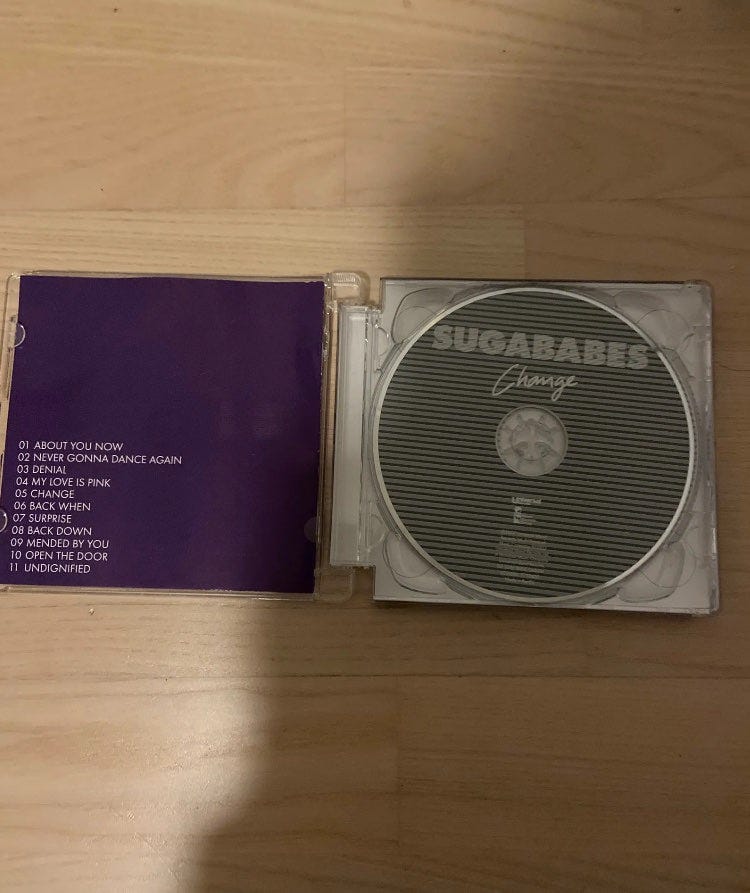 01 ABOUT YOU NOW
02 NEVER GONNA DANCE AGAIN
03 DENIAL
04 MY LOVE IS PINK
05 CHANGE
06 BACK WHEN
07 SURPRISE
08 BACK DOWN
09 MENDED BY YOU
10 OPEN THE DOOR
11 UNDIGNIFIED
SUGABABES
Change